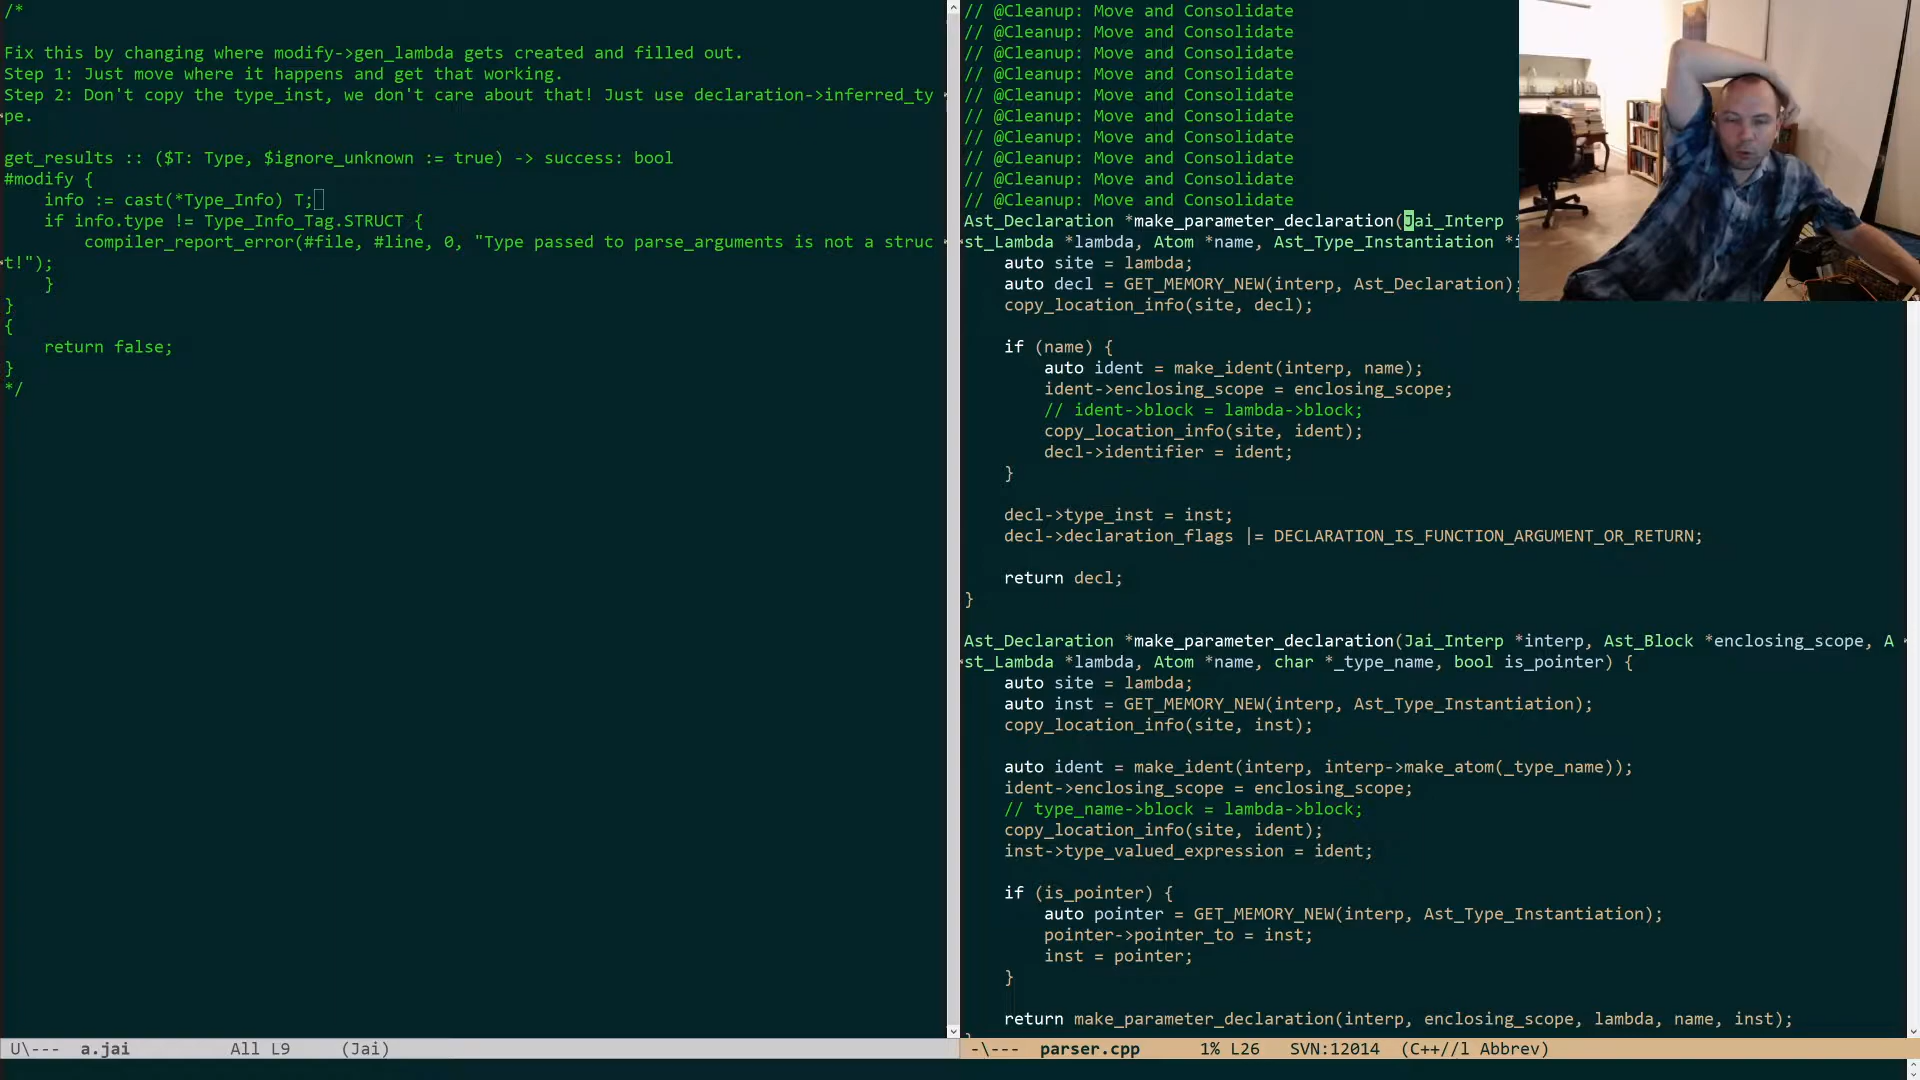 /*
Fix this by changing where modify->gen_lambda gets created and filled out.
Step 1: Just move where it happens and get that working.
Step 2: Don't copy the type_inst, we don't care about that! Just use declaration->inferred_ty
pe.
get_results :: ($T: Type, $ignore_unknown := true) -> success: bool
#modify {
info := cast(*Type_Info) T;
if info.type != Type_Info_Tag.STRUCT {
compiler_report_error(#file, #line, 0, "Type passed to parse_arguments is not a struc
t!");
}
}
{
return false;
}
*/
U\--- a.jai All L9 (Jai)
// @Cleanup: Move and Consolidate
// @Cleanup: Move and Consolidate
// @Cleanup: Move and Consolidate
// @Cleanup: Move and Consolidate
// @Cleanup: Move and Consolidate
// @Cleanup: Move and Consolidate
// @Cleanup: Move and Consolidate
// @Cleanup: Move and Consolidate
// @Cleanup: Move and Consolidate
// @Cleanup: Move and Consolidate
Ast_Declaration *make_parameter_declaration(Jai_Interp *
st_Lambda *lambda, Atom *name, Ast_Type_Instantiation *i
auto site = lambda;
auto decl = GET_MEMORY_NEW(interp, Ast_Declaration);
copy_location_info(site, decl);
if (name) {
auto ident = make_ident(interp, name);
ident->enclosing_scope = enclosing_scope;
// ident->block = lambda->block;
copy_location_info(site, ident);
decl->identifier = ident;
}
decl->type_inst = inst;
decl->declaration_flags |= DECLARATION_IS_FUNCTION_ARGUMENT_OR_RETURN;
return decl;
}
Ast_Declaration *make_parameter_declaration(Jai_Interp *interp, Ast_Block *enclosing_scope, A
st_Lambda *lambda, Atom *name, char *_type_name, bool is_pointer) {
auto site = lambda;
auto inst = GET_MEMORY_NEW(interp, Ast_Type_Instantiation);
copy_location_info(site, inst);
auto ident = make_ident(interp, interp->make_atom(_type_name));
ident->enclosing_scope = enclosing_scope;
// type_name->block = lambda->block;
copy_location_info(site, ident);
inst->type_valued_expression = ident;
if (is_pointer) {
auto pointer = GET_MEMORY_NEW(interp, Ast_Type_Instantiation);
pointer->pointer_to = inst;
inst = pointer;
}
return make_parameter_declaration(interp, enclosing_scope, lambda, name, inst);
-\--- parser.cpp 1% L26 SVN:12014 (C++//l Abbrev)